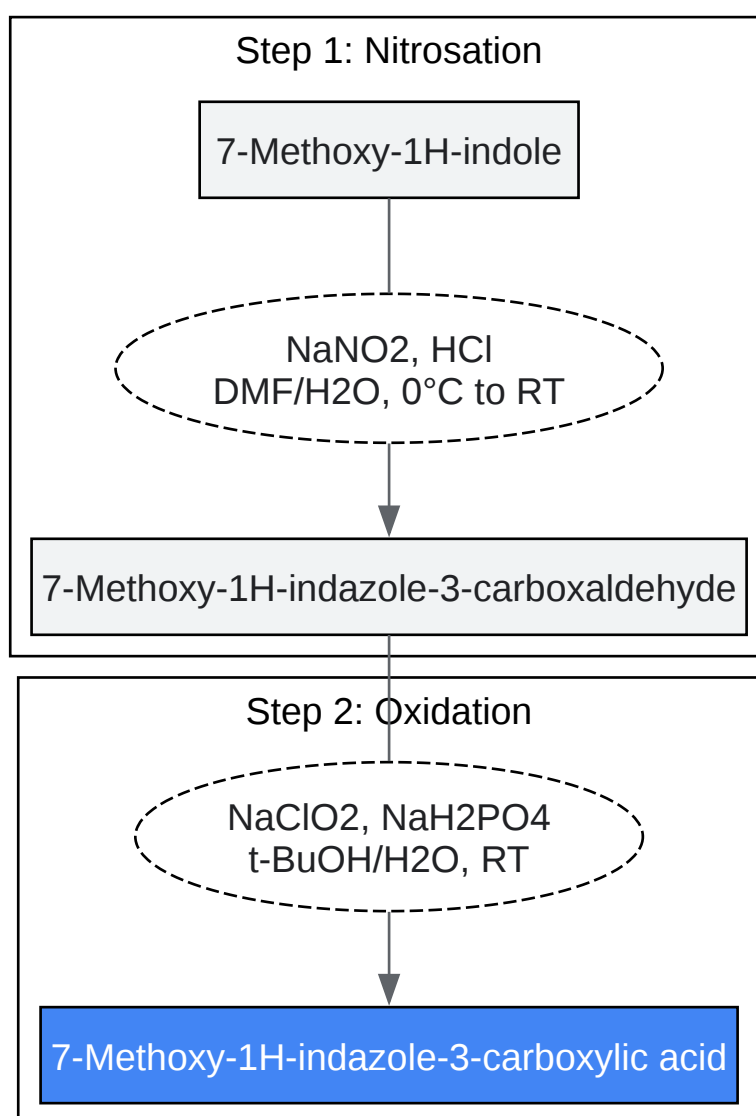 Step 1: Nitrosation
7-Methoxy-1H-indole
NaNO2, HCl
DMF/H2O, 0°C to RT
7-Methoxy-1H-indazole-3-carboxaldehyde
Step 2: Oxidation
NaClO2, NaH2PO4
t-BuOH/H2O, RT
7-Methoxy-1H-indazole-3-carboxylic acid